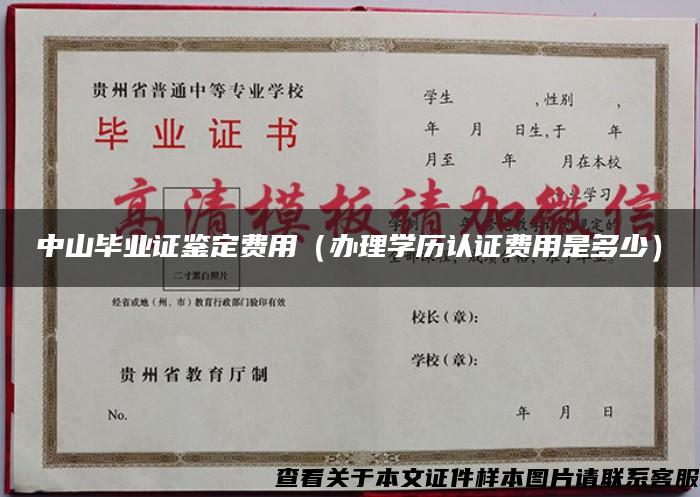 贵州省普通中等专业学校
毕业证书
二寸黑白照片
经省或地（州、市）教育行政部门验印有效
贵州省教育厅制
No.
学生　　　，性别　　，
年　月　日生，于　年
月至　　年　　月在本校
专业学习
校长（章）：
学校（章）：
年　月　日
高清模板请加微信
中山毕业证鉴定费用（办理学历认证费用是多少）
查看关于本文证件样本图片请联系客服